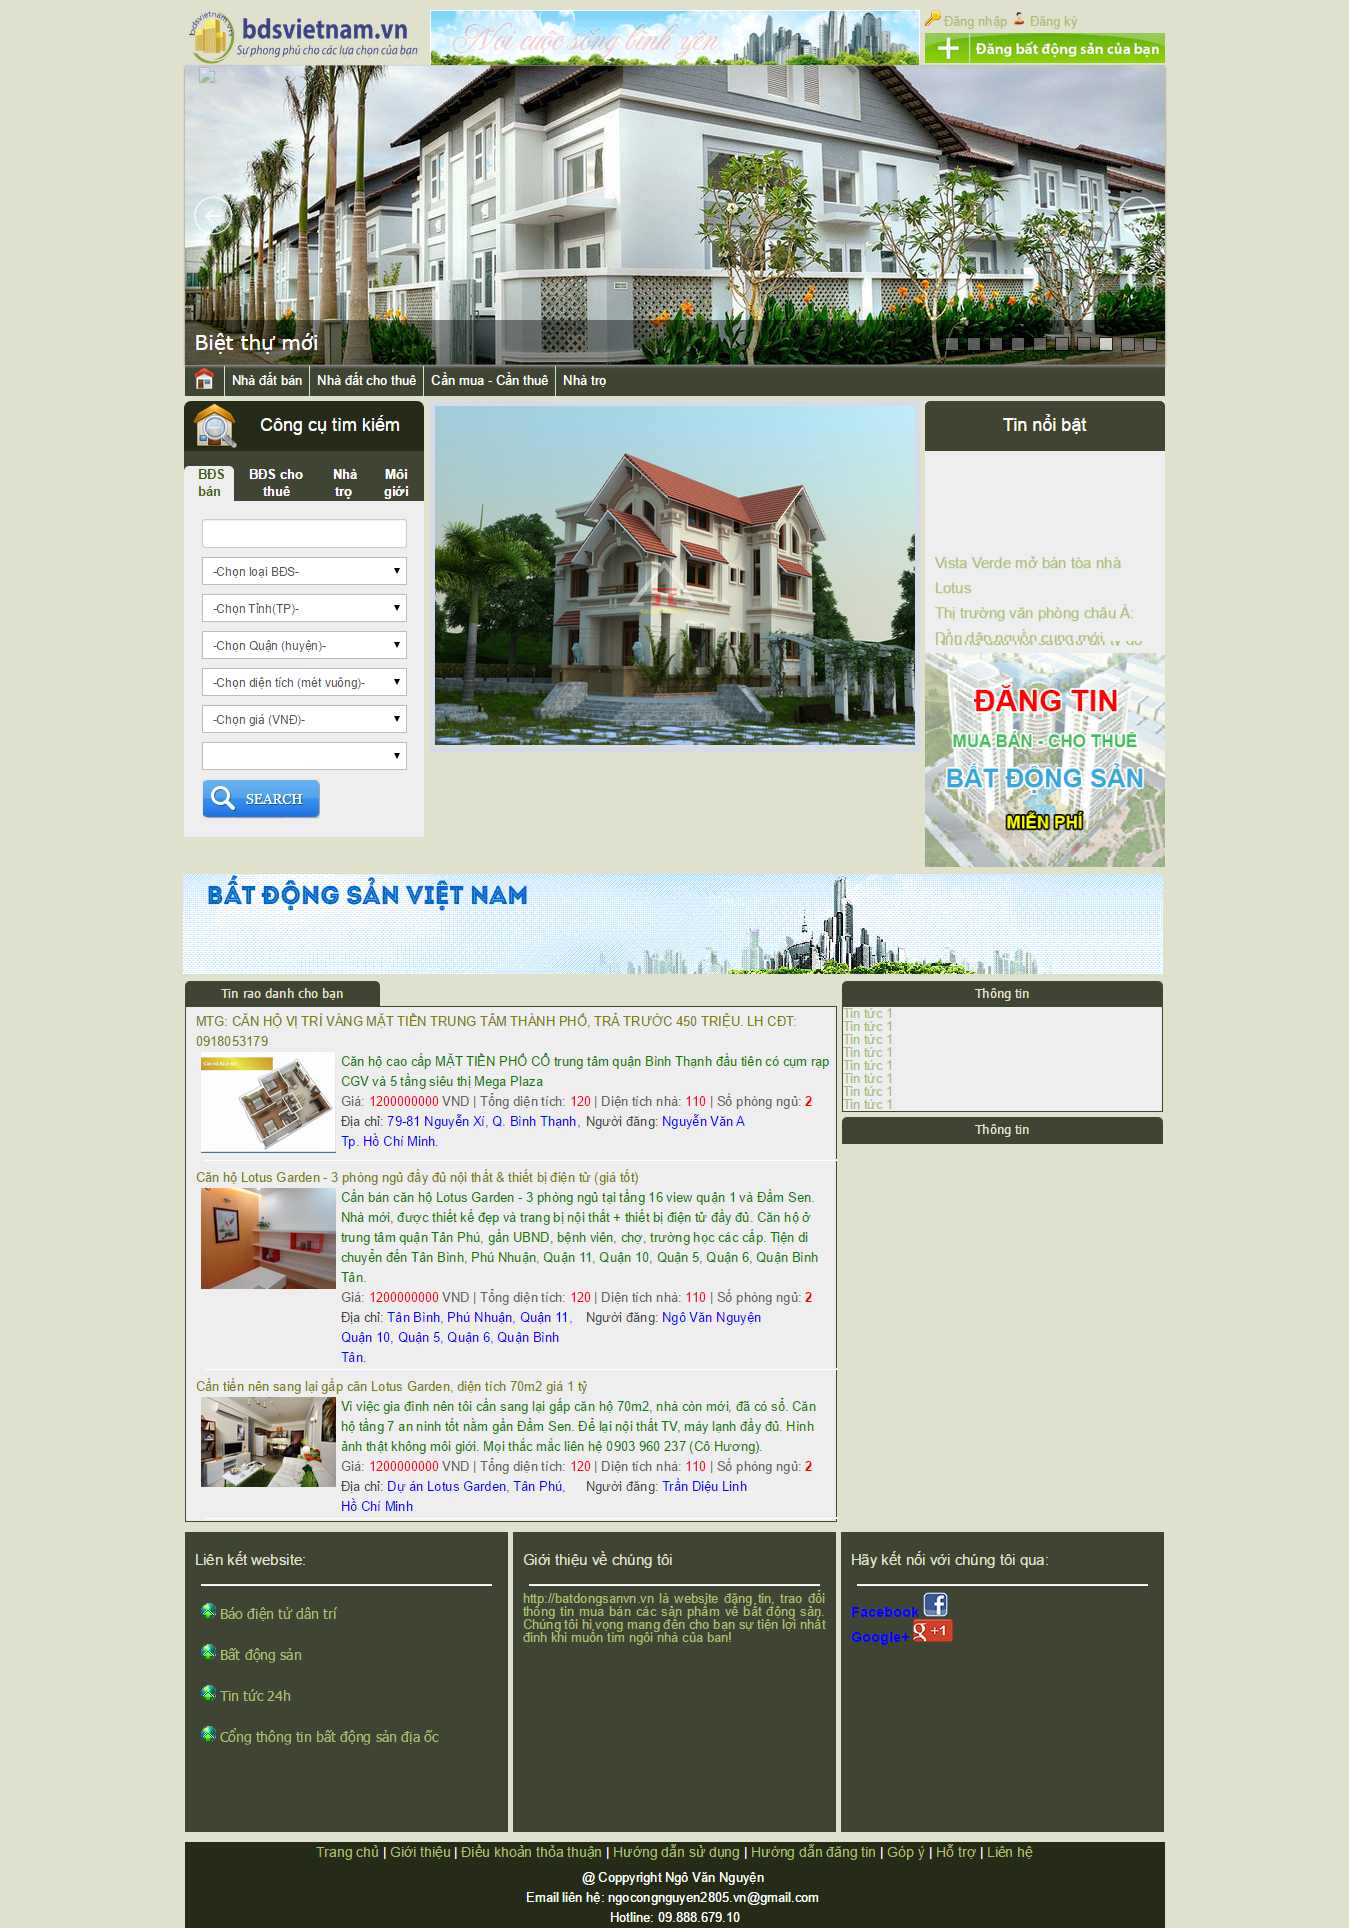 bdsvietnam.vn
Sự phong phú cho các lựa chọn của bạn
Nơi cuộc sống bình yên
Đăng nhập Đăng ký
Đăng bất động sản của bạn
Biệt thự mới
Nhà đất bán Nhà đất cho thuê Cần mua - Cần thuê Nhà trọ
Công cụ tìm kiếm
BĐS bán
BĐS cho thuê
Nhà trọ
Môi giới
-Chọn loại BĐS-
-Chọn Tỉnh(TP)-
-Chọn Quận (huyện)-
-Chọn diện tích (mét vuông)-
-Chọn giá (VNĐ)-
SEARCH
Tin nổi bật
Vista Verde mở bán tòa nhà
Lotus
Thị trường văn phòng châu Á:
Dồn dập nguồn cung mới
ĐĂNG TIN
MUA BÁN - CHO THUÊ
BẤT ĐỘNG SẢN
MIỄN PHÍ
BẤT ĐỘNG SẢN VIỆT NAM
Tin rao danh cho bạn
MTG: CĂN HỘ VỊ TRÍ VÀNG MẶT TIỀN TRUNG TÂM THÀNH PHỐ, TRẢ TRƯỚC 450 TRIỆU. LH CĐT:
0918053179
Căn hộ cao cấp MẶT TIỀN PHỐ CỔ trung tâm quận Bình Thạnh đầu tiên có cụm rạp
CGV và 5 tầng siêu thị Mega Plaza
Giá: 1200000000 VND | Tổng diện tích: 120 | Diện tích nhà: 110 | Số phòng ngủ: 2
Địa chỉ: 79-81 Nguyễn Xí, Q. Bình Thạnh, Người đăng: Nguyễn Văn A
Tp. Hồ Chí Minh.
Căn hộ Lotus Garden - 3 phòng ngủ đầy đủ nội thất & thiết bị điện tử (giá tốt)
Cần bán căn hộ Lotus Garden - 3 phòng ngủ tại tầng 16 view quận 1 và Đầm Sen.
Nhà mới, được thiết kế đẹp và trang bị nội thất + thiết bị điện tử đầy đủ. Căn hộ ở
trung tâm quận Tân Phú, gần UBND, bệnh viện, chợ, trường học các cấp. Tiện di
chuyển đến Tân Bình, Phú Nhuận, Quận 11, Quận 10, Quận 5, Quận 6, Quận Bình
Tân.
Giá: 1200000000 VND | Tổng diện tích: 120 | Diện tích nhà: 110 | Số phòng ngủ: 2
Địa chỉ: Tân Bình, Phú Nhuận, Quận 11, Người đăng: Ngô Văn Nguyện
Quận 10, Quận 5, Quận 6, Quận Bình
Tân.
Cần tiền nên sang lại gấp căn Lotus Garden, diện tích 70m2 giá 1 tỷ
Vì việc gia đình nên tôi cần sang lại gấp căn hộ 70m2, nhà còn mới, đã có sổ. Căn
hộ tầng 7 an ninh tốt nằm gần Đầm Sen. Để lại nội thất TV, máy lạnh đầy đủ. Hình
ảnh thật không môi giới. Mọi thắc mắc liên hệ 0903 960 237 (Cô Hương).
Giá: 1200000000 VND | Tổng diện tích: 120 | Diện tích nhà: 110 | Số phòng ngủ: 2
Địa chỉ: Dự án Lotus Garden, Tân Phú, Người đăng: Trần Diệu Linh
Hồ Chí Minh
Thông tin
Tin tức 1
Tin tức 1
Tin tức 1
Tin tức 1
Tin tức 1
Tin tức 1
Tin tức 1
Tin tức 1
Thông tin
Liên kết website:
Báo điện tử dân trí
Bất động sản
Tin tức 24h
Cổng thông tin bất động sản địa ốc
Giới thiệu về chúng tôi
http://batdongsanvn.vn là website đăng tin, trao đổi
thông tin mua bán các sản phẩm về bất động sản.
Chúng tôi hi vọng mang đến cho bạn sự tiện lợi nhất
định khi muốn tìm ngôi nhà của bạn!
Hãy kết nối với chúng tôi qua:
Facebook
Google+ +1
Trang chủ | Giới thiệu | Điều khoản thỏa thuận | Hướng dẫn sử dụng | Hướng dẫn đăng tin | Góp ý | Hỗ trợ | Liên hệ
@ Coppyright Ngô Văn Nguyện
Email liên hệ: ngocongnguyen2805.vn@gmail.com
Hotline: 09.888.679.10